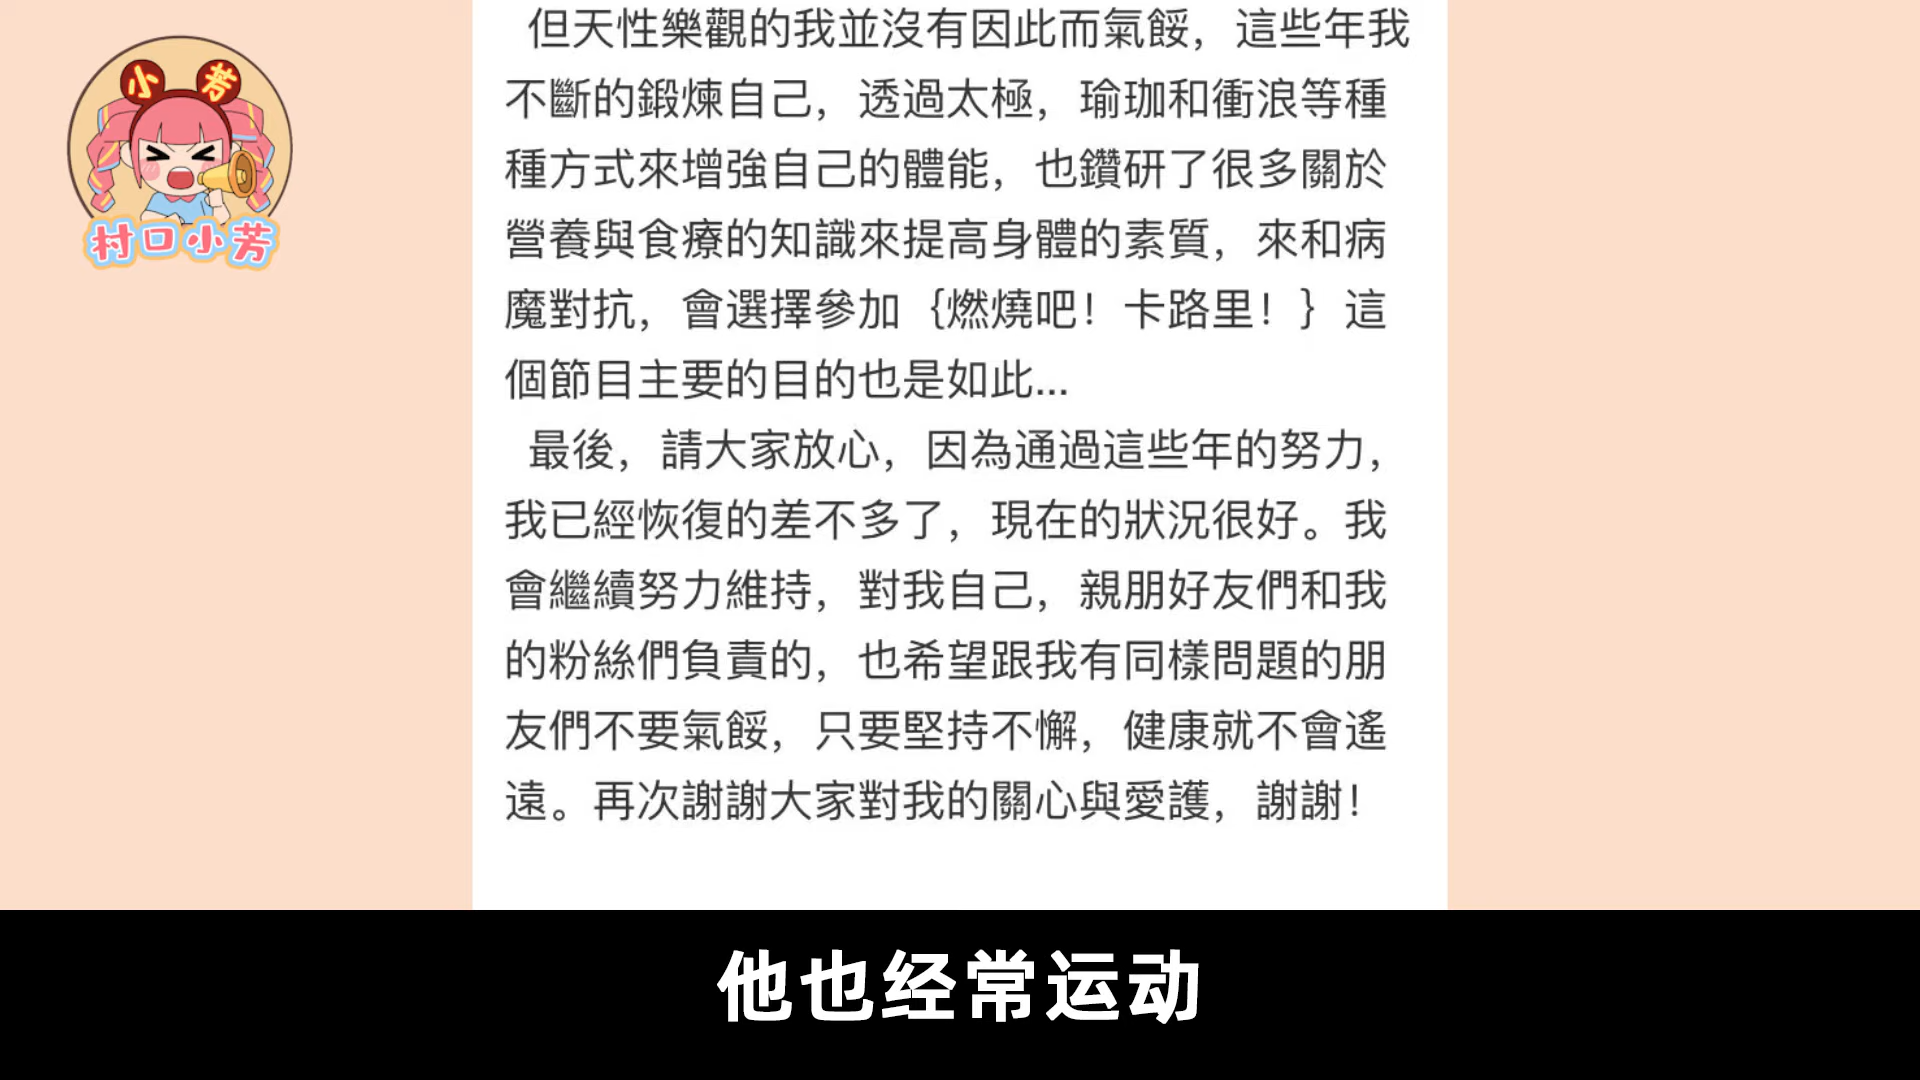 小芳
村口小芳
但天性樂觀的我並沒有因此而氣餒，這些年我
不斷的鍛煉自己，透過太極，瑜珈和衝浪等種
種方式來增強自己的體能，也鑽研了很多關於
營養與食療的知識來提高身體的素質，來和病
魔對抗，會選擇參加｛燃燒吧！卡路里！｝這
個節目主要的目的也是如此...
最後，請大家放心，因為通過這些年的努力，
我已經恢復的差不多了，現在的狀況很好。我
會繼續努力維持，對我自己，親朋好友們和我
的粉絲們負責的，也希望跟我有同樣問題的朋
友們不要氣餒，只要堅持不懈，健康就不會遙
遠。再次謝謝大家對我的關心與愛護，謝謝！
他也经常运动